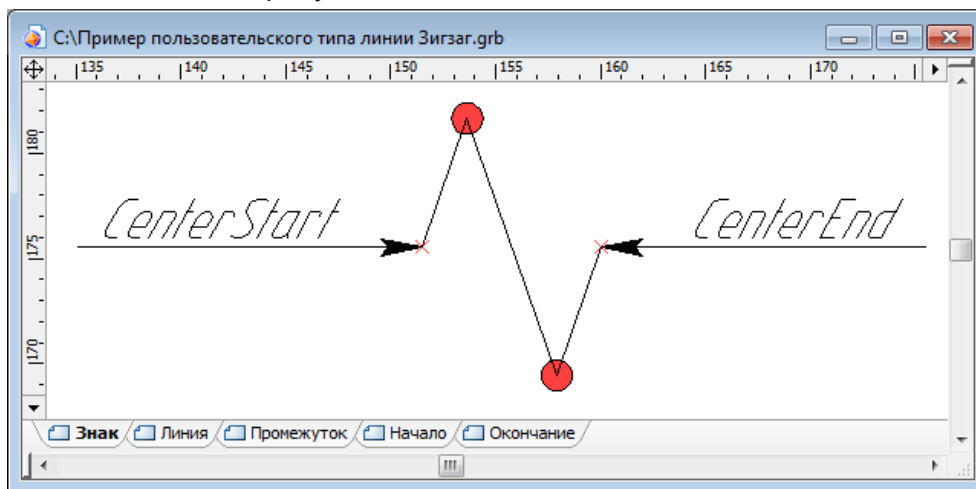 C:\Пример пользовательского типа линии Зигзаг.grb
135 140 145 150 155 160 165 170
180
CenterStart CenterEnd
175
170
Знак Линия Промежуток Начало Окончание